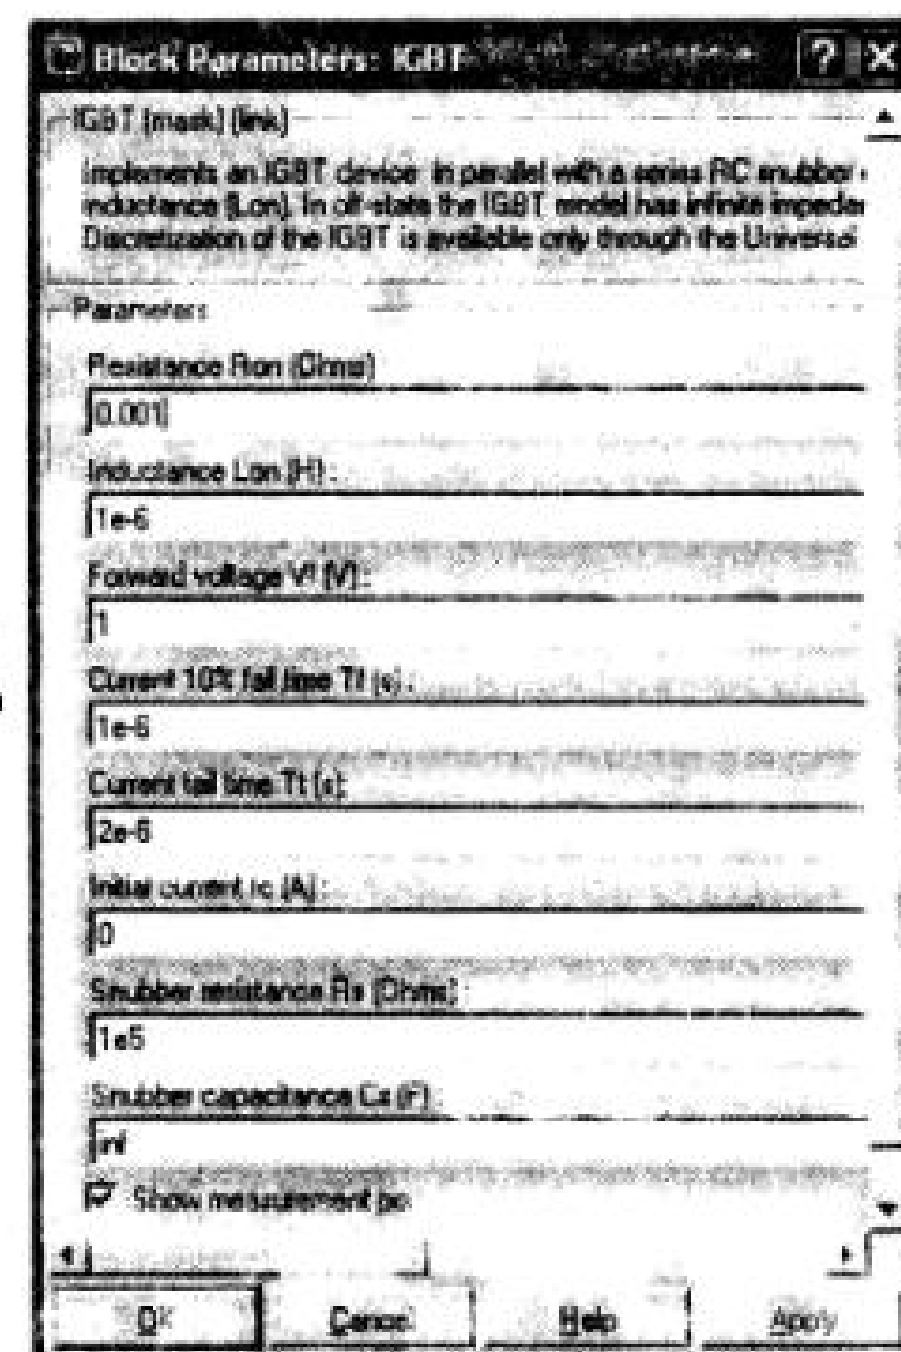 Block Parameters: IGBT
IGBT (mask) (link)
Implements an IGBT device in parallel with a series RC snubber
inductance (Lon). In off-state the IGBT model has infinite impedan
Discretization of the IGBT is available only through the Universal
Parameters
Resistance Ron (Ohms)
0.001
Inductance Lon (H) :
1e-6
Forward voltage Vf (V) :
1
Current 10% fall time Tf (s) :
1e-6
Current tail time Tt (s):
2e-6
Initial current Ic (A) :
0
Snubber resistance Rs (Ohms) :
1e5
Snubber capacitance Cs (F) :
inf
Show measurement po
OK
Cancel
Help
Apply